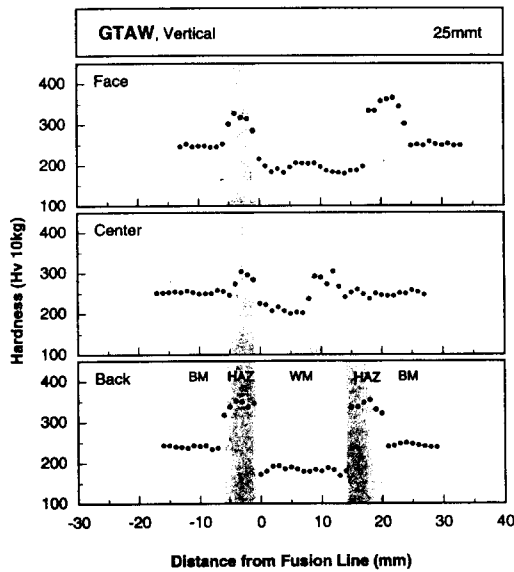 GTAW, Vertical 25mmt
Face
400
300
200
100
Center
400
300
200
100
Back
BM HAZ WM HAZ BM
400
300
200
100
-30 -20 -10 0 10 20 30 40
Hardness (Hv 10kg)
Distance from Fusion Line (mm)